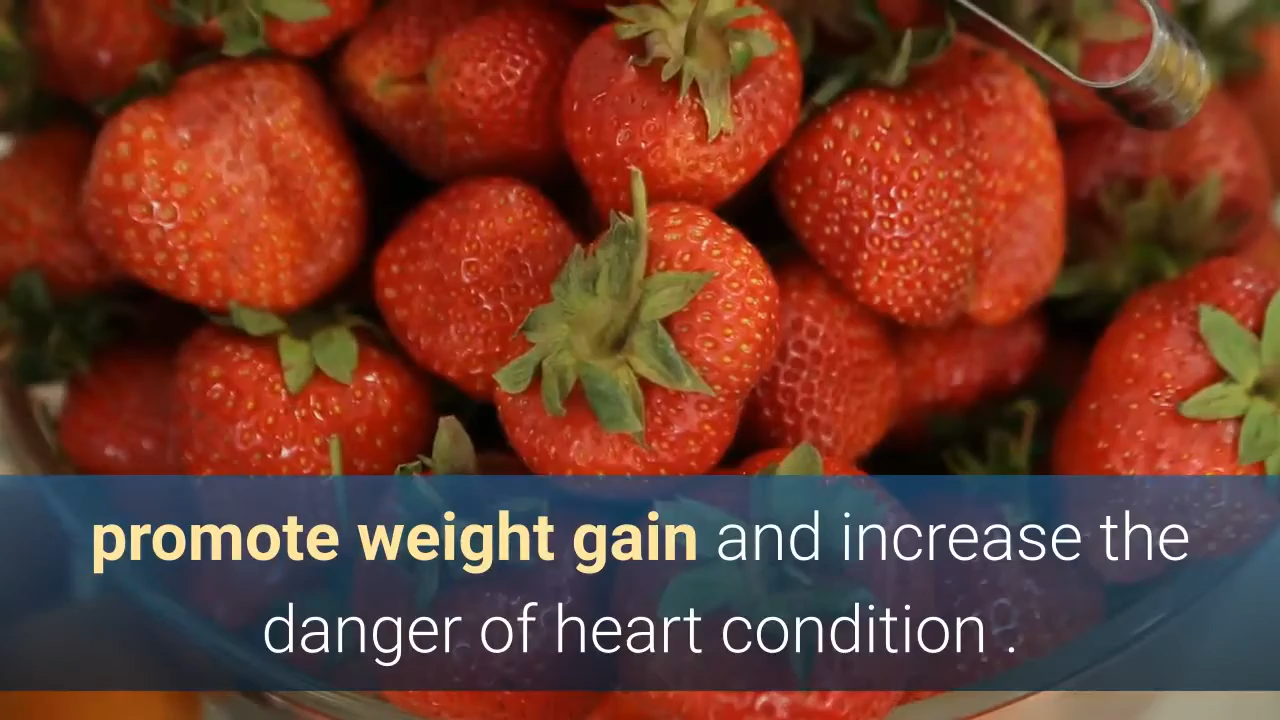 promote weight gain and increase the
danger of heart condition .